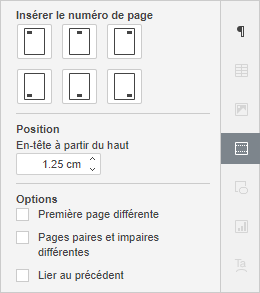 Insérer le numéro de page
Position
En-tête à partir du haut
1.25 cm
Options
Première page différente
Pages paires et impaires
différentes
Lier au précédent